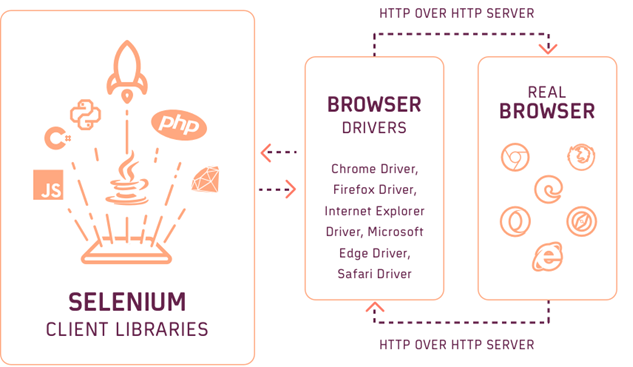 HTTP OVER HTTP SERVER
php
C#
JS
SELENIUM
CLIENT LIBRARIES
BROWSER
DRIVERS
Chrome Driver,
Firefox Driver,
Internet Explorer
Driver, Microsoft
Edge Driver,
Safari Driver
REAL
BROWSER
HTTP OVER HTTP SERVER